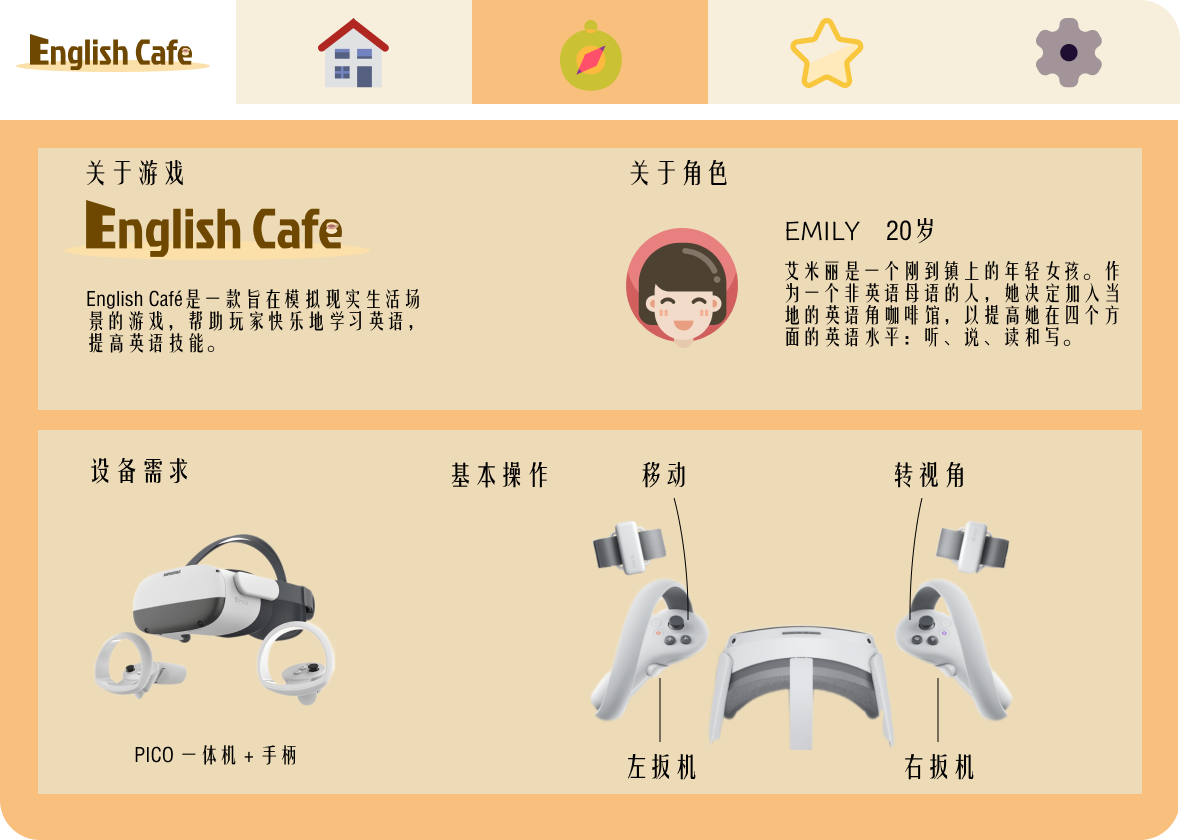 English Cafe
关于游戏
English Cafe
English Café是一款旨在模拟现实生活场
景的游戏，帮助玩家快乐地学习英语，
提高英语技能。
关于角色
EMILY 20岁
艾米丽是一个刚到镇上的年轻女孩。作
为一个非英语母语的人，她决定加入当
地的英语角咖啡馆，以提高她在四个方
面的英语水平：听、说、读和写。
设备需求
PICO 一体机 + 手柄
基本操作
移动
转视角
左扳机
右扳机